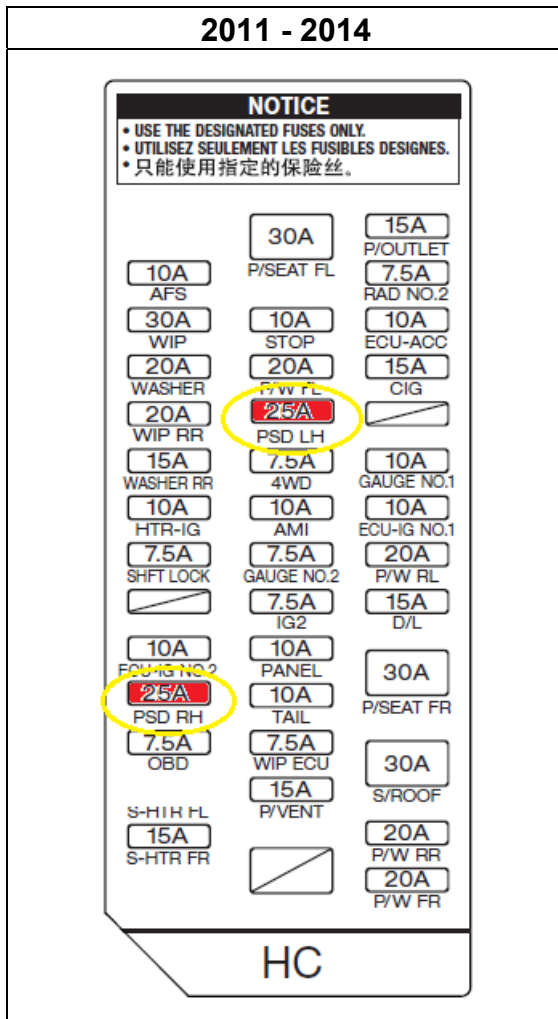 2011 - 2014
NOTICE
• USE THE DESIGNATED FUSES ONLY.
• UTILISEZ SEULEMENT LES FUSIBLES DESIGNES.
• 只能使用指定的保险丝。
30A
P/SEAT FL
15A
P/OUTLET
10A
AFS
7.5A
RAD NO.2
30A
WIP
10A
STOP
10A
ECU-ACC
20A
WASHER
20A
P/W FL
15A
CIG
20A
WIP RR
25A
PSD LH
15A
WASHER RR
7.5A
4WD
10A
GAUGE NO.1
10A
HTR-IG
10A
AMI
10A
ECU-IG NO.1
7.5A
SHFT LOCK
7.5A
GAUGE NO.2
20A
P/W RL
7.5A
IG2
15A
D/L
10A
ECU-IG NO.2
10A
PANEL
30A
P/SEAT FR
25A
PSD RH
10A
TAIL
7.5A
OBD
7.5A
WIP ECU
30A
S/ROOF
S-HTR FL
15A
P/VENT
15A
S-HTR FR
20A
P/W RR
20A
P/W FR
HC